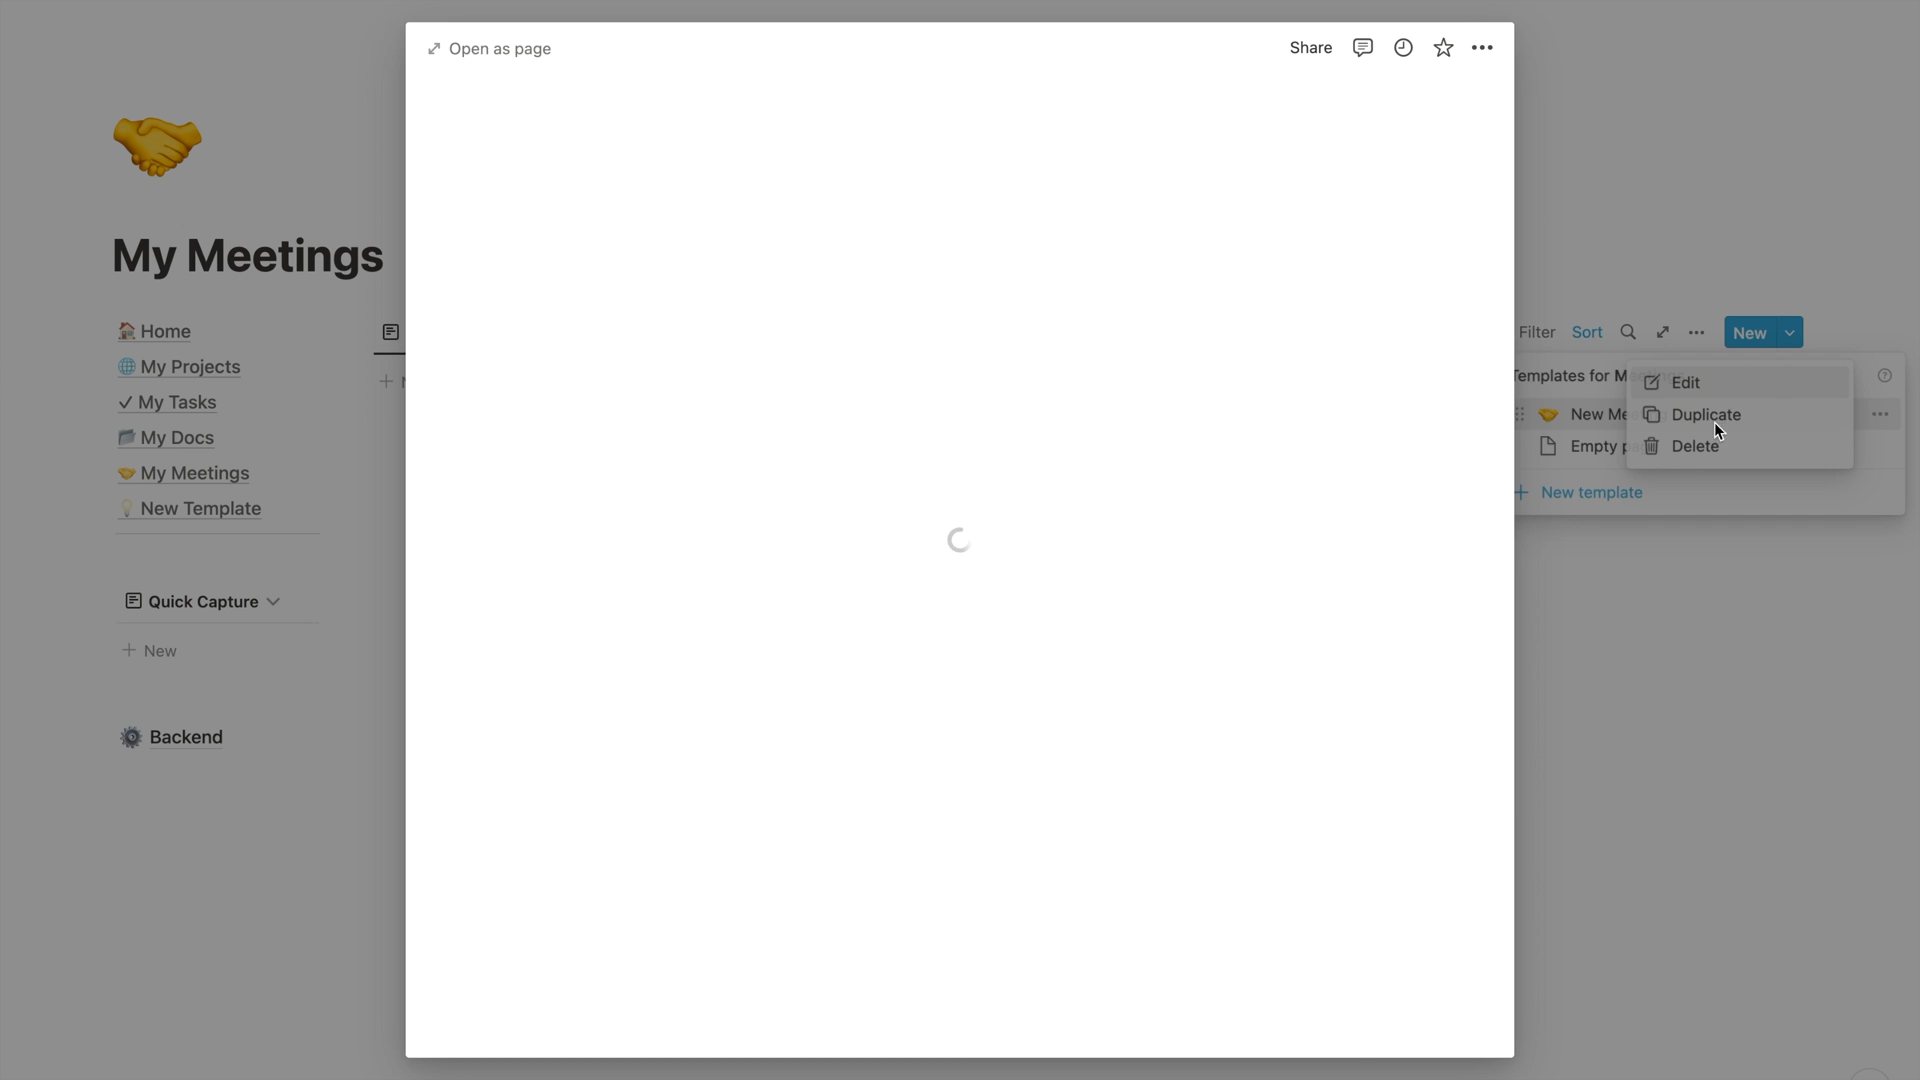 Open as page
Share
My Meetings
Home
My Projects
My Tasks
My Docs
My Meetings
New Template
Quick Capture
New
Backend
Filter
Sort
New
Templates for
New
Empty
New template
Edit
Duplicate
Delete